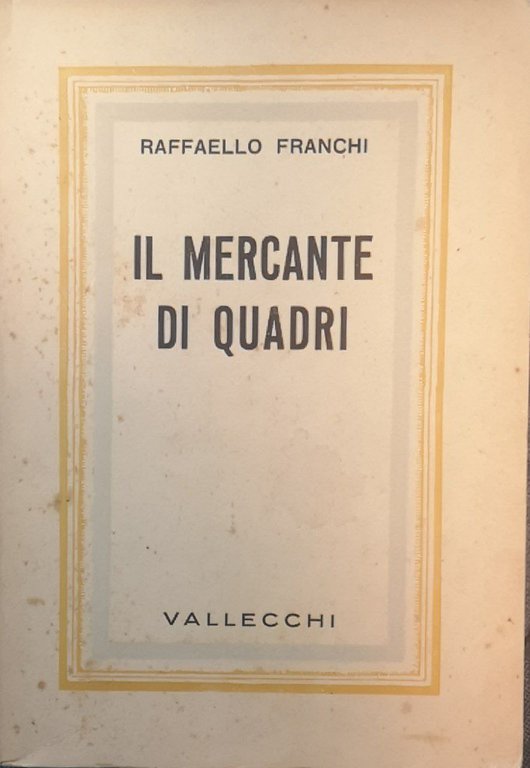 RAFFAELLO FRANCHI
IL MERCANTE
DI QUADRI
VALLECCHI